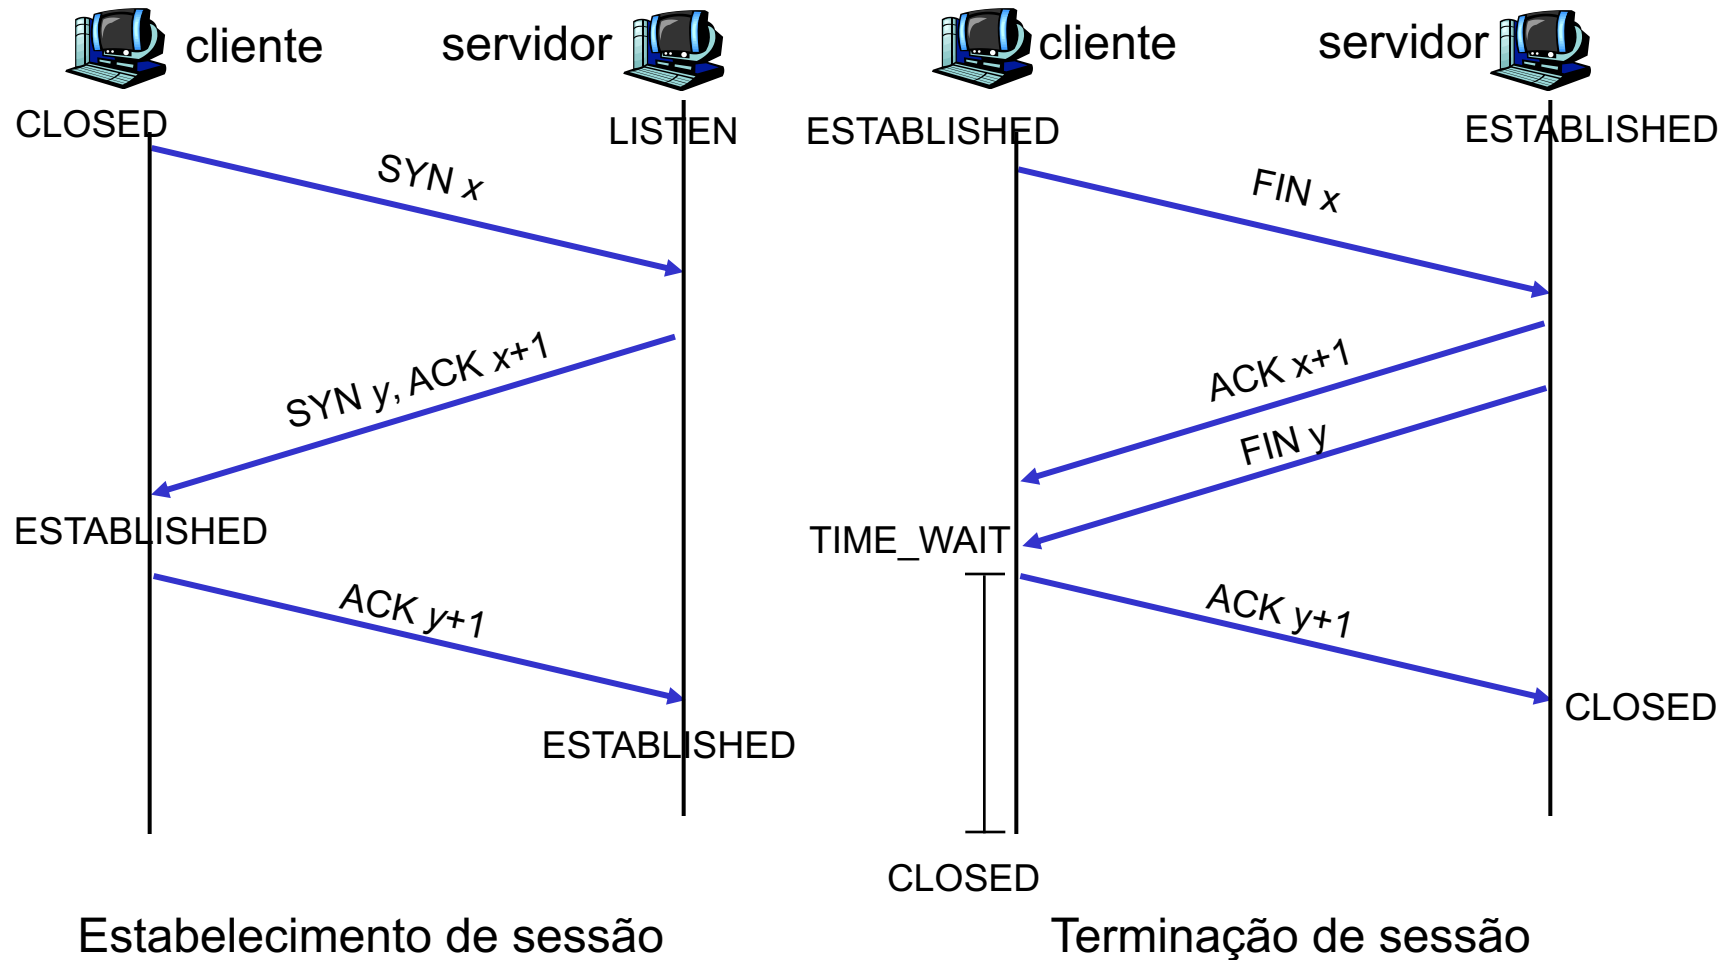 cliente
servidor
CLOSED
LISTEN
SYN x
SYN y, ACK x+1
ESTABLISHED
ACK y+1
ESTABLISHED
Estabelecimento de sessão
cliente
servidor
ESTABLISHED
ESTABLISHED
FIN x
ACK x+1
FIN y
TIME_WAIT
ACK y+1
CLOSED
CLOSED
Terminação de sessão